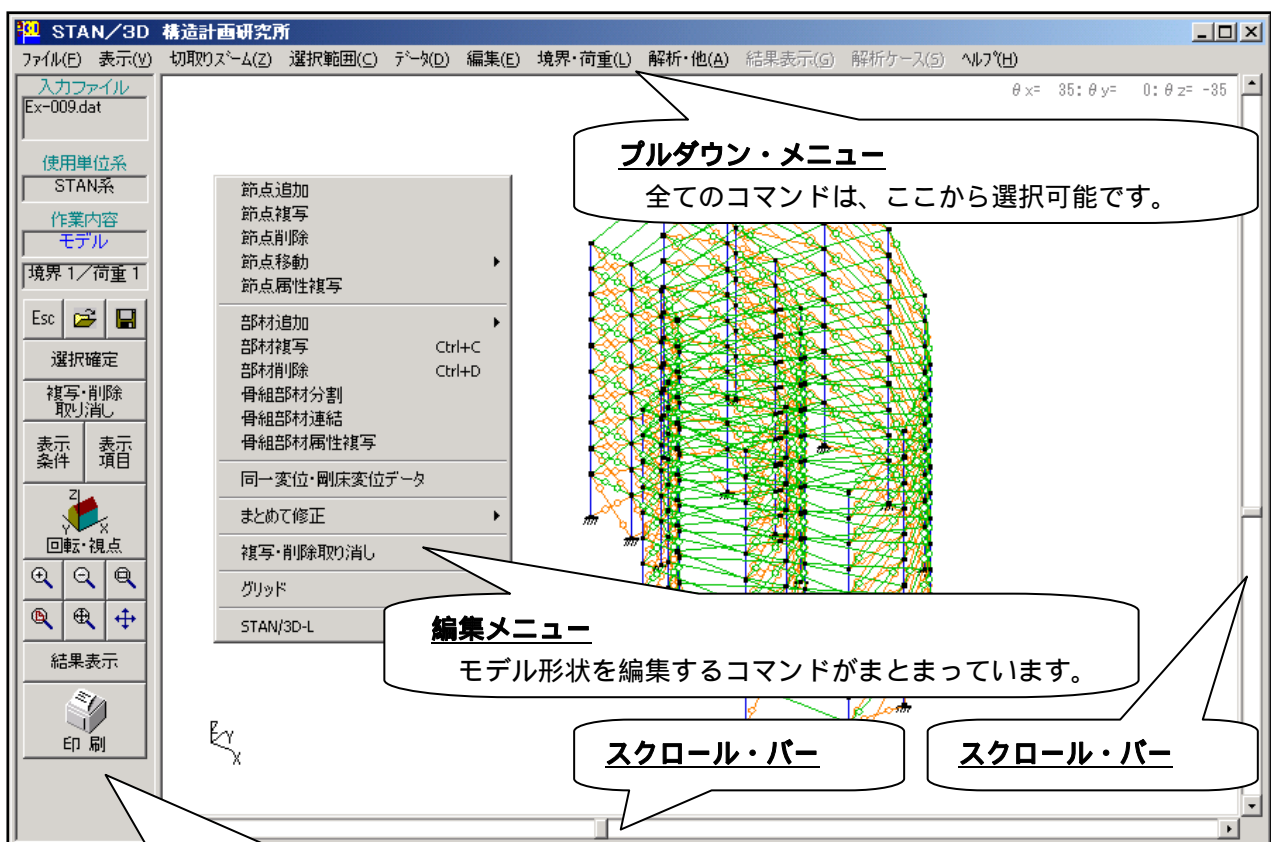 STAN/3D 構造計画研究所
ファイル(F) 表示(V) 切取りズーム(Z) 選択範囲(C) データ(D) 編集(E) 境界・荷重(L) 解析・他(A) 結果表示(G) 解析ケース(S) ヘルプ(H)
入力ファイル
Ex-009.dat
θx= 35:θy= 0:θz= -35
使用単位系
STAN系
作業内容
モデル
境界 1/荷重 1
Esc
選択確定
複写・削除
取り消し
表示
条件
表示
項目
Z
Y X
回転・視点
結果表示
印 刷
節点追加
節点複写
節点削除
節点移動
節点属性複写
部材追加
部材複写 Ctrl+C
部材削除 Ctrl+D
骨組部材分割
骨組部材連結
骨組部材属性複写
同一変位・剛床変位データ
まとめて修正
複写・削除取り消し
グリッド
STAN/3D-L
プルダウン・メニュー
全てのコマンドは、ここから選択可能です。
編集メニュー
モデル形状を編集するコマンドがまとまっています。
スクロール・バー
スクロール・バー
Z
Y
X